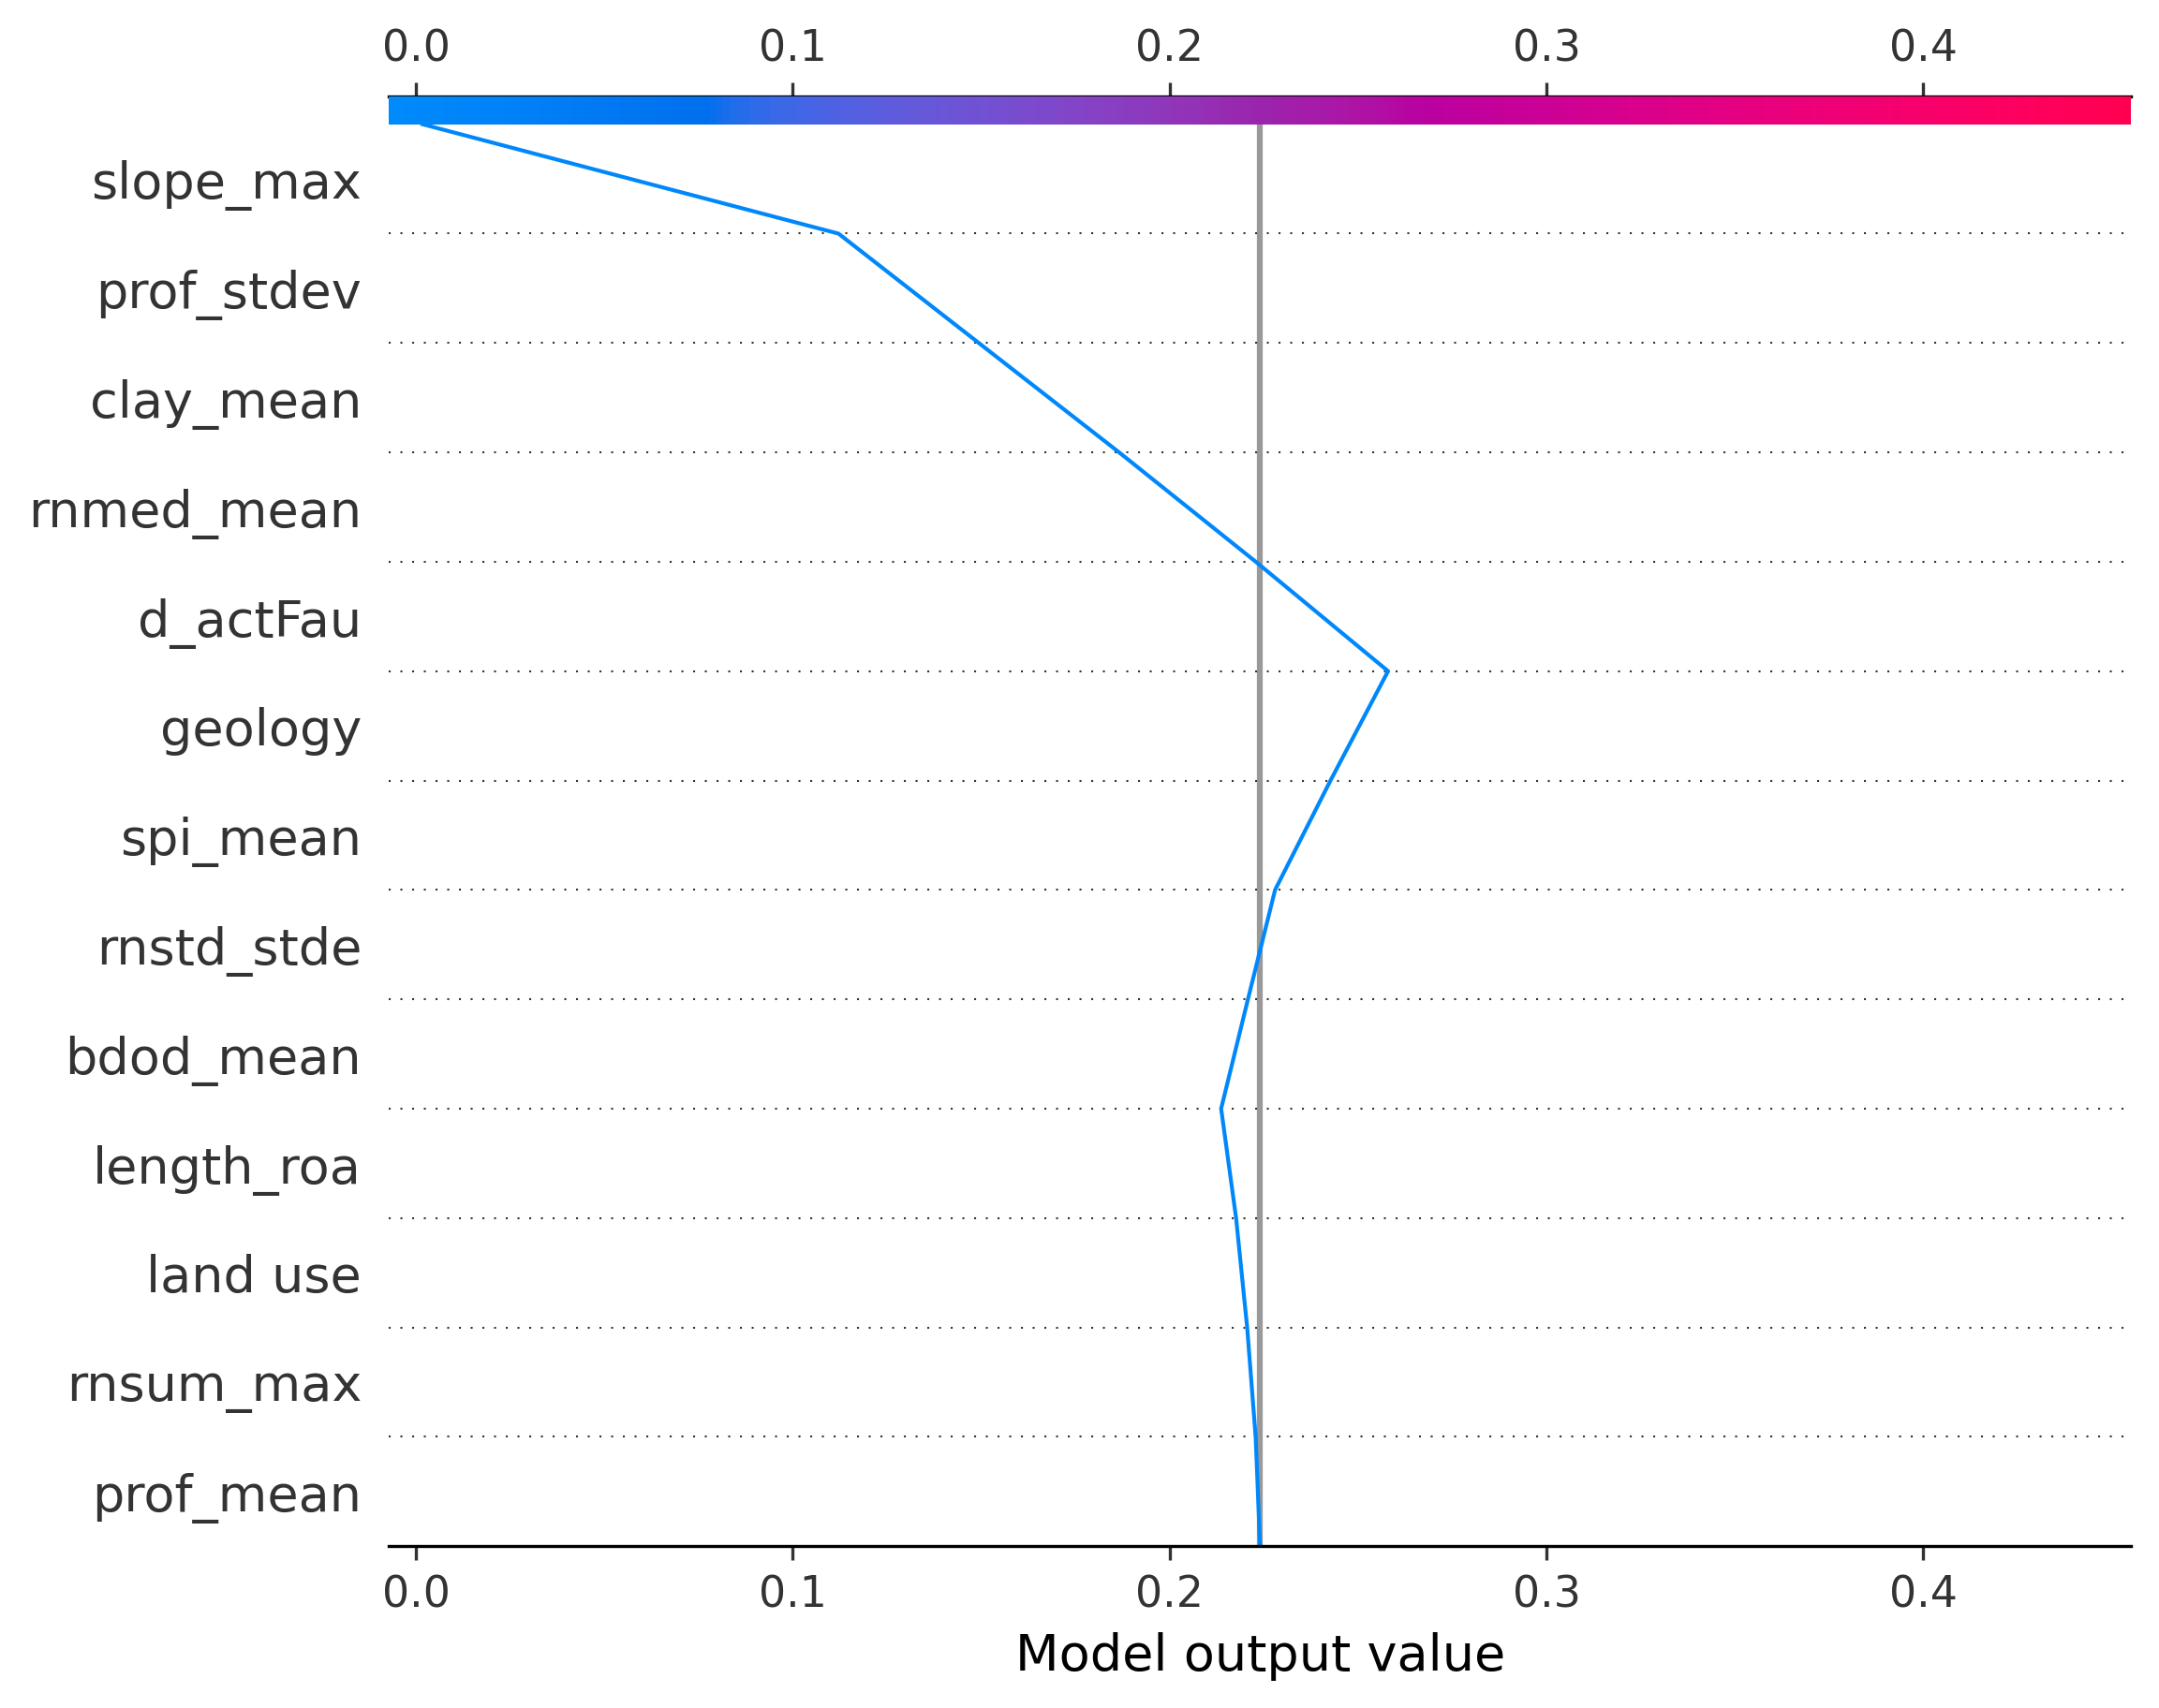 0.0 0.1 0.2 0.3 0.4
slope_max
prof_stdev
clay_mean
rnmed_mean
d_actFau
geology
spi_mean
rnstd_stde
bdod_mean
length_roa
land use
rnsum_max
prof_mean
0.0 0.1 0.2 0.3 0.4
Model output value